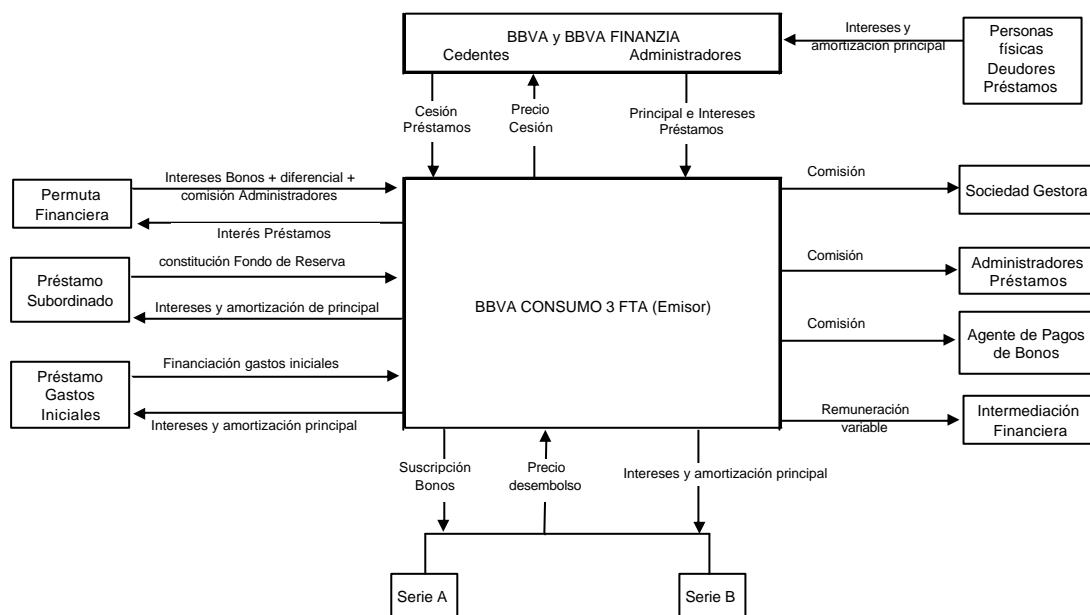 BBVA y BBVA FINANZIA
Cedentes
Administradores
Intereses y
amortización principal
Personas
físicas
Deudores
Préstamos
Cesión
Préstamos
Precio
Cesión
Principal e Intereses
Préstamos
Permuta
Financiera
Intereses Bonos + diferencial +
comisión Administradores
Interés Préstamos
Préstamo
Subordinado
constitución Fondo de Reserva
Intereses y amortización de principal
Préstamo
Gastos
Iniciales
Financiación gastos iniciales
Intereses y amortización principal
BBVA CONSUMO 3 FTA (Emisor)
Comisión
Sociedad Gestora
Comisión
Administradores
Préstamos
Comisión
Agente de Pagos
de Bonos
Remuneración
variable
Intermediación
Financiera
Suscripción
Bonos
Precio
desembolso
Intereses y amortización principal
Serie A
Serie B